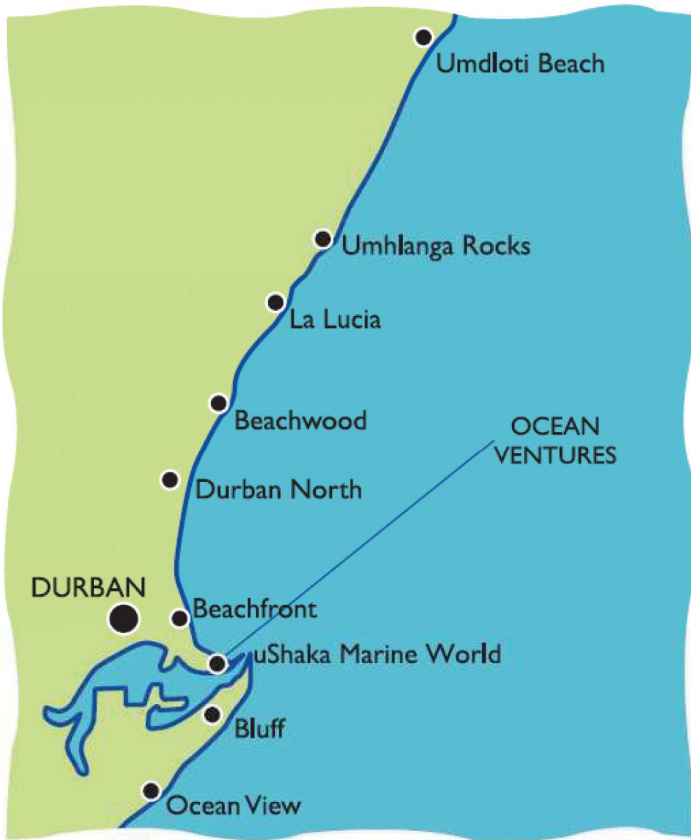 Umdloti Beach
Umhlanga Rocks
La Lucia
Beachwood
OCEAN
VENTURES
Durban North
DURBAN
Beachfront
uShaka Marine World
Bluff
Ocean View